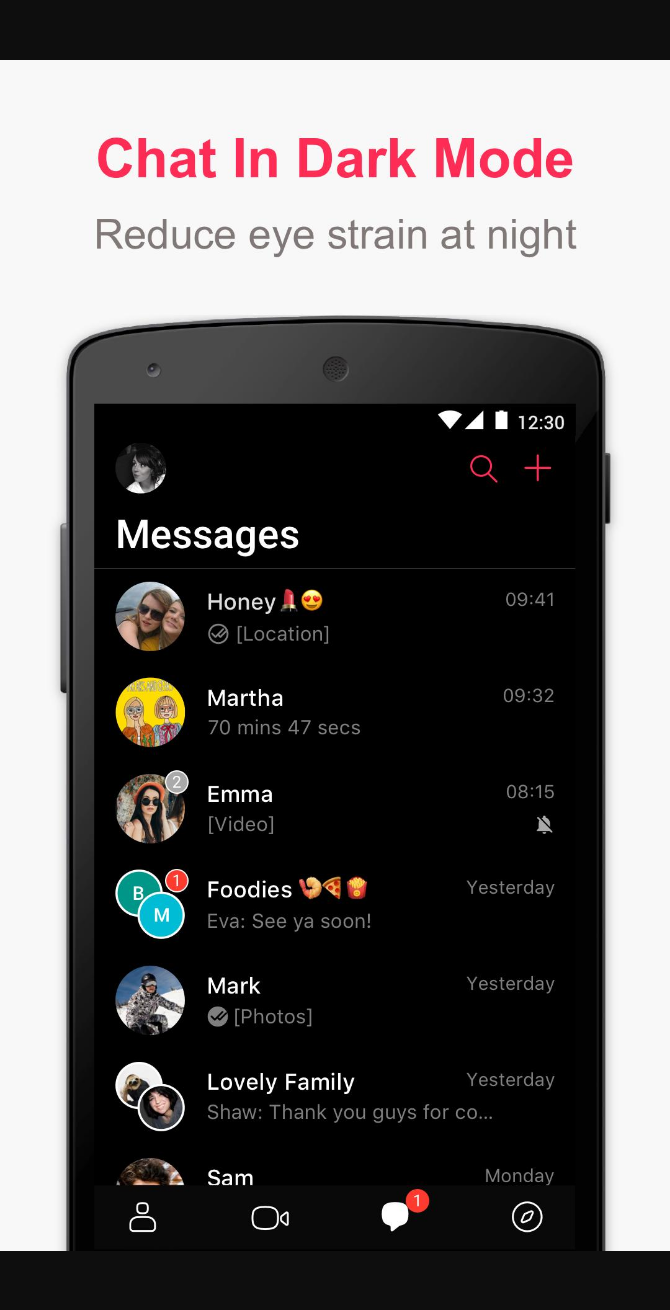 Chat In Dark Mode
Reduce eye strain at night
12:30
Messages
Honey💄😍 09:41
[Location]
Martha 09:32
70 mins 47 secs
2
Emma 08:15
[Video]
B 1
M
Foodies 🍤🍕🍟 Yesterday
Eva: See ya soon!
Mark Yesterday
[Photos]
Lovely Family Yesterday
Shaw: Thank you guys for co...
Sam Monday
1